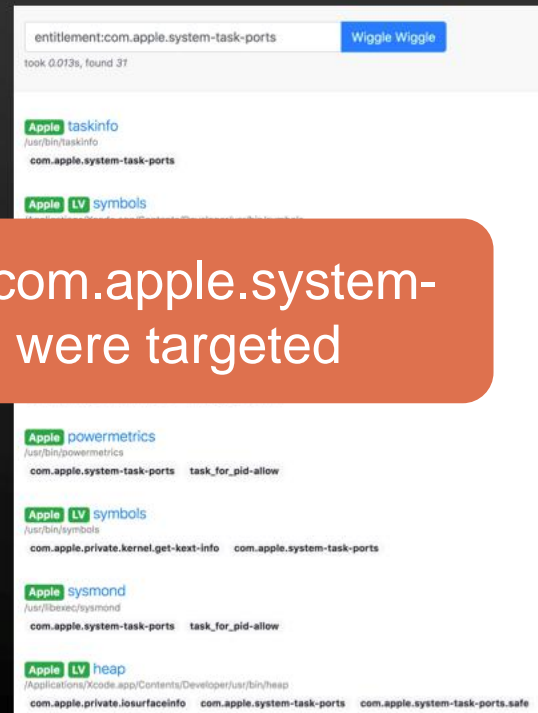 entitlement:com.apple.system-task-ports Wiggle Wiggle
took 0.013s, found 31
Apple taskinfo
/usr/bin/taskinfo
com.apple.system-task-ports
Apple LV symbols
com.apple.system-
were targeted
Apple powermetrics
/usr/bin/powermetrics
com.apple.system-task-ports task_for_pid-allow
Apple LV symbols
/usr/bin/symbols
com.apple.private.kernel.get-kext-info com.apple.system-task-ports
Apple sysmond
/usr/libexec/sysmond
com.apple.system-task-ports task_for_pid-allow
Apple LV heap
/Applications/Xcode.app/Contents/Developer/usr/bin/heap
com.apple.private.iosurfaceinfo com.apple.system-task-ports com.apple.system-task-ports.safe